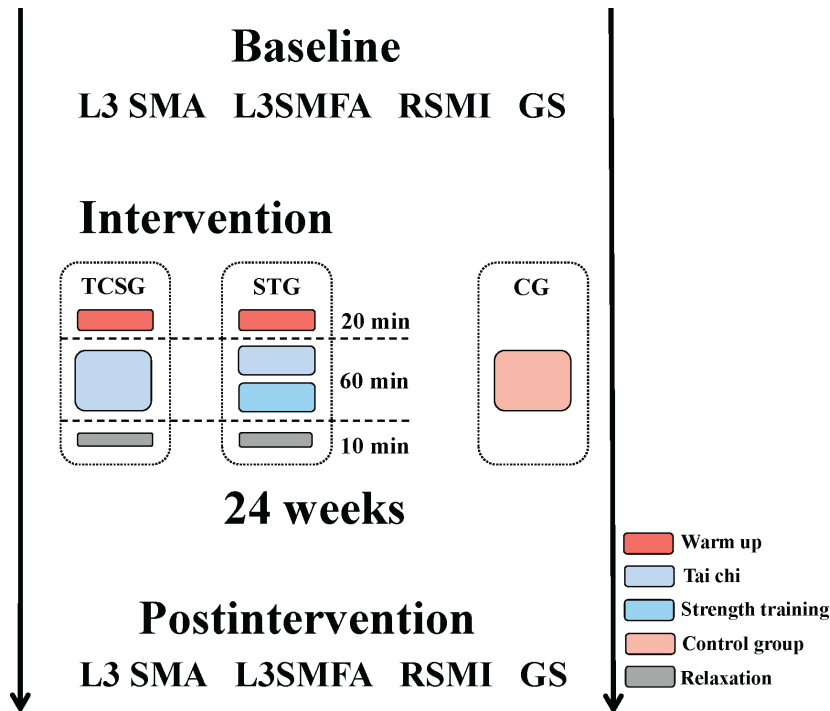 Baseline
L3 SMA L3SMFA RSMI GS
Intervention
TCSG STG CG
20 min
60 min
10 min
24 weeks
Warm up
Tai chi
Strength training
Control group
Relaxation
Postintervention
L3 SMA L3SMFA RSMI GS